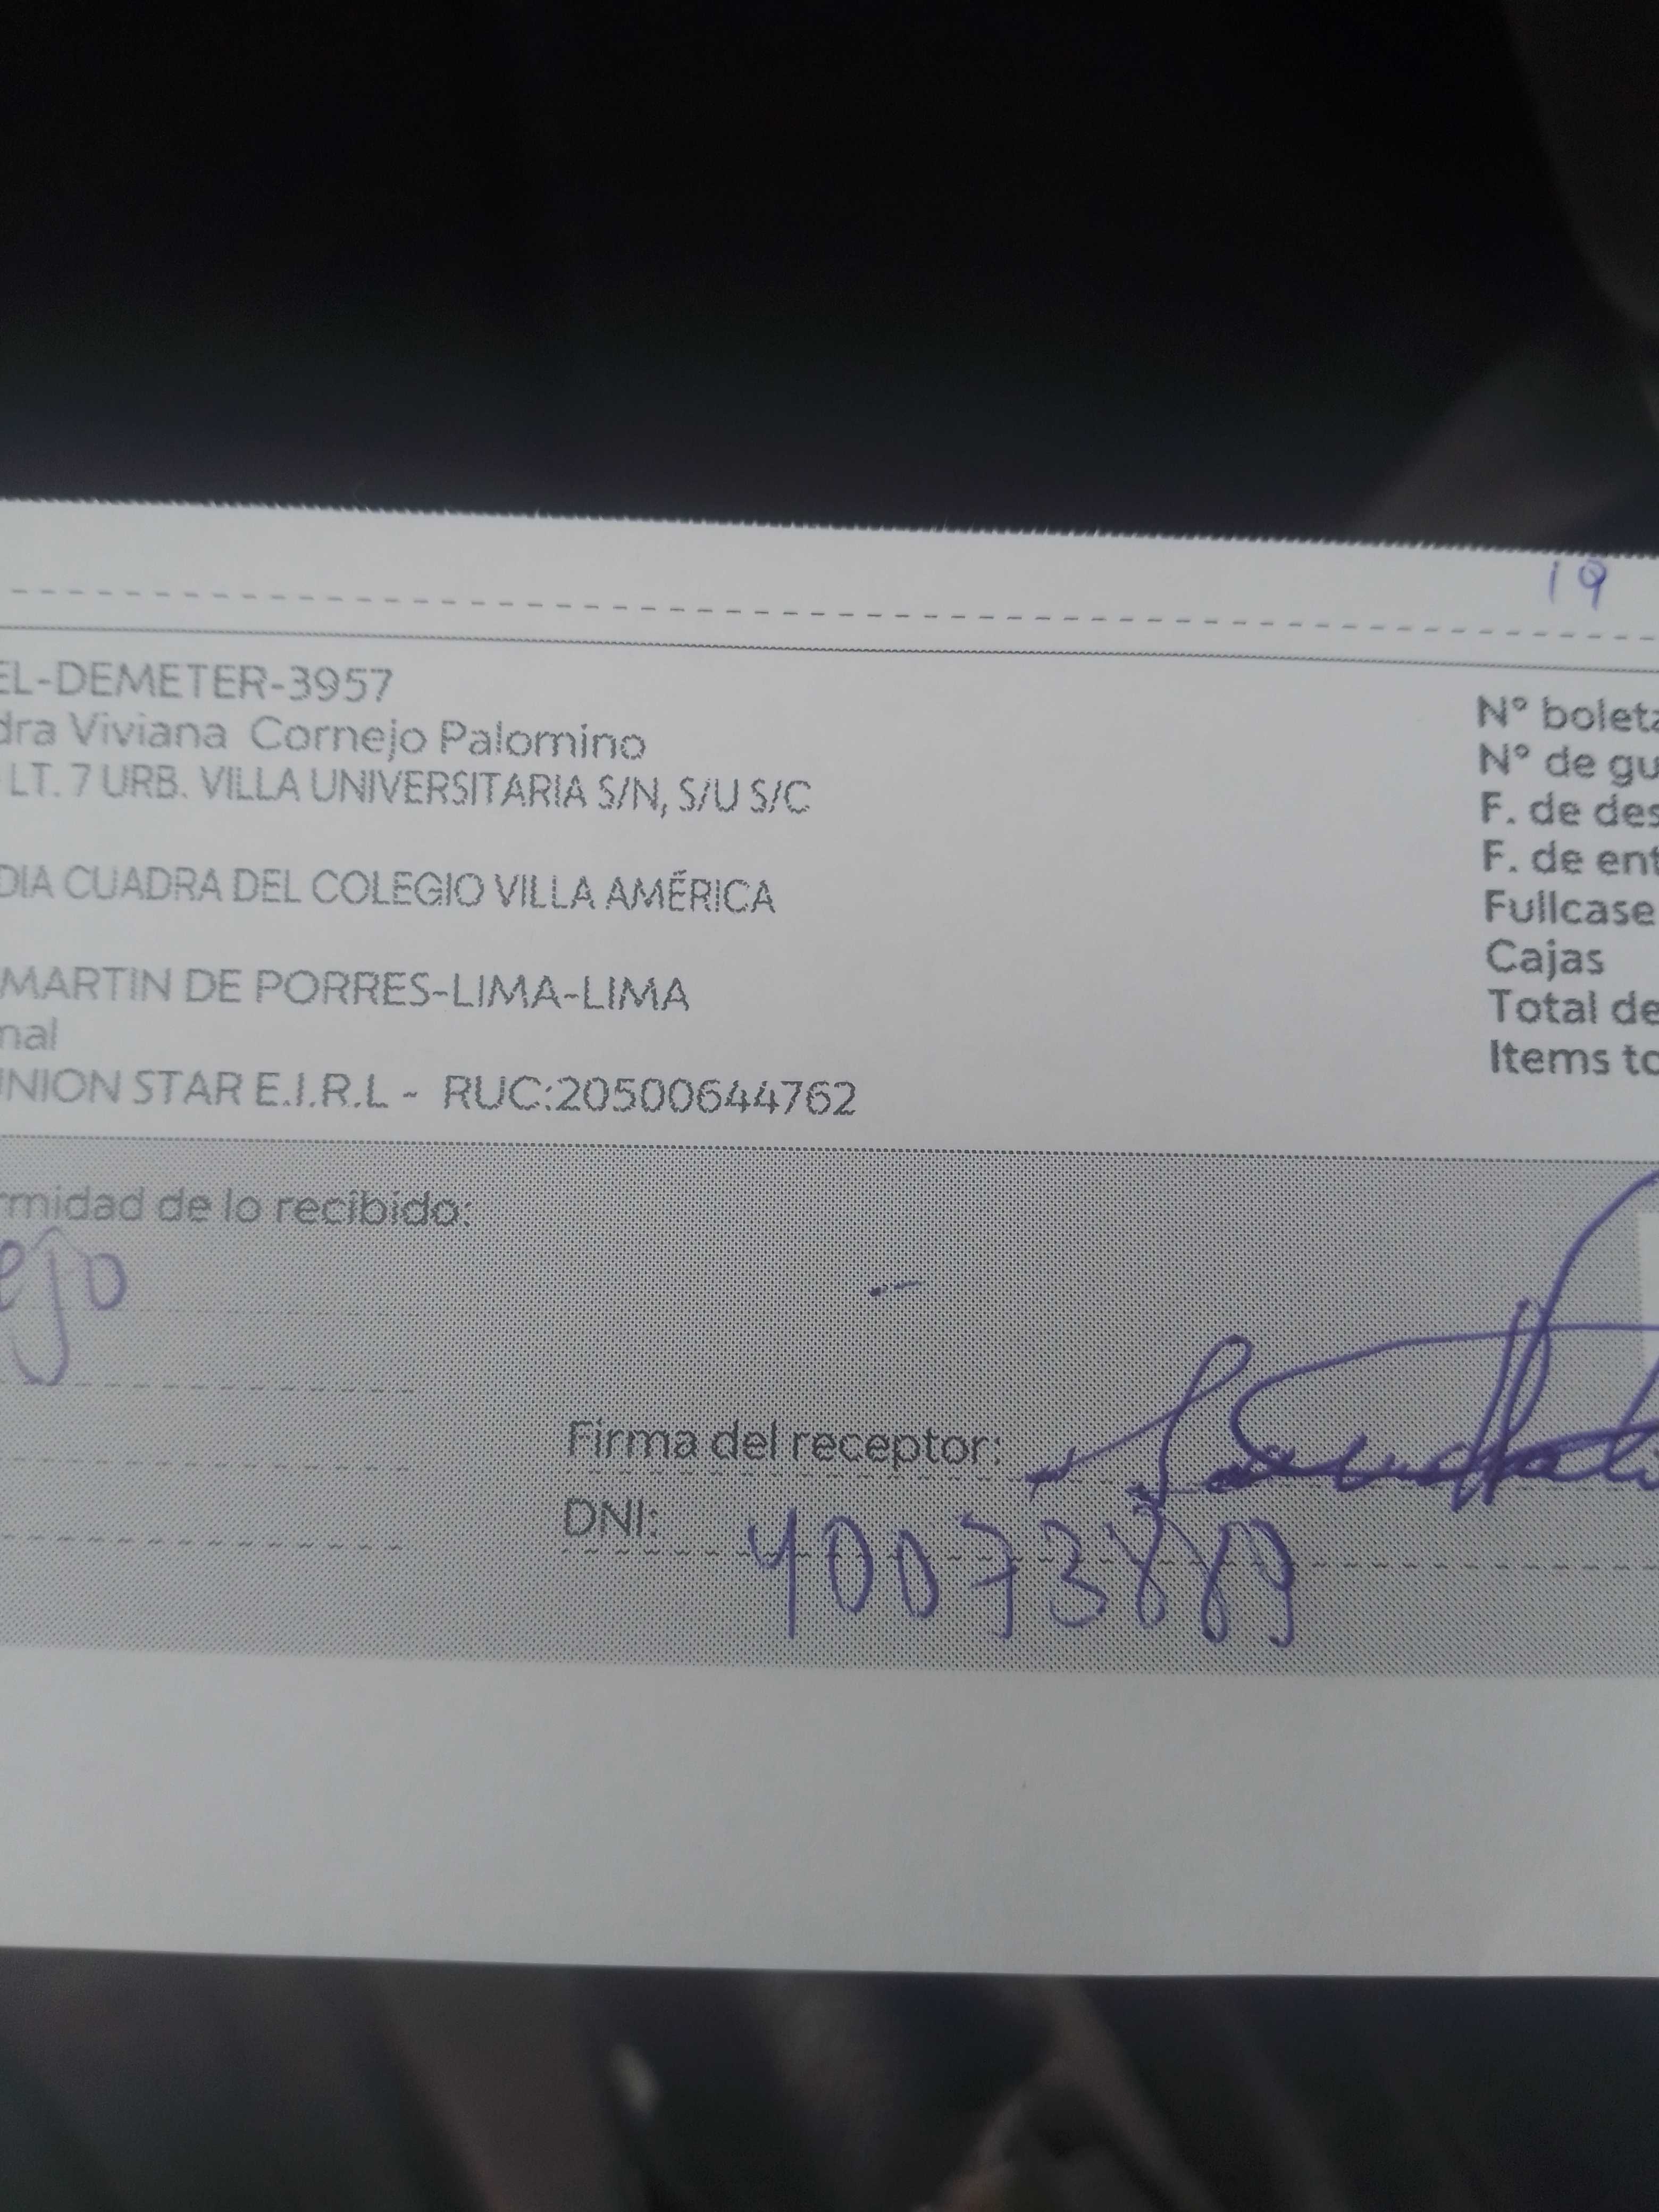 19
EL-DEMETER-3957
dra Viviana Cornejo Palomino
LT. 7 URB. VILLA UNIVERSITARIA S/N, S/U S/C
DIA CUADRA DEL COLEGIO VILLA AMÉRICA
MARTIN DE PORRES-LIMA-LIMA
nal
NION STAR E.I.R.L - RUC:20500644762
N° boleta
N° de gu
F. de des
F. de ent
Fullcase
Cajas
Total de
Items to
rmidad de lo recibido:
ejo
Firma del receptor:
DNI: 40073889